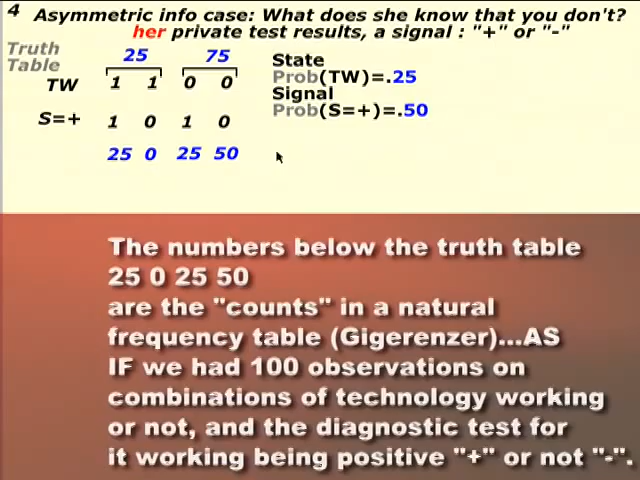 4 Asymmetric info case: What does she know that you don't?
her private test results, a signal : "+" or "-"
Truth Table
25 75
TW 1 1 0 0
S=+ 1 0 1 0
25 0 25 50
State
Prob(TW)=.25
Signal
Prob(S=+)=.50
The numbers below the truth table
25 0 25 50
are the "counts" in a natural
frequency table (Gigerenzer)...AS
IF we had 100 observations on
combinations of technology working
or not, and the diagnostic test for
it working being positive "+" or not "-".